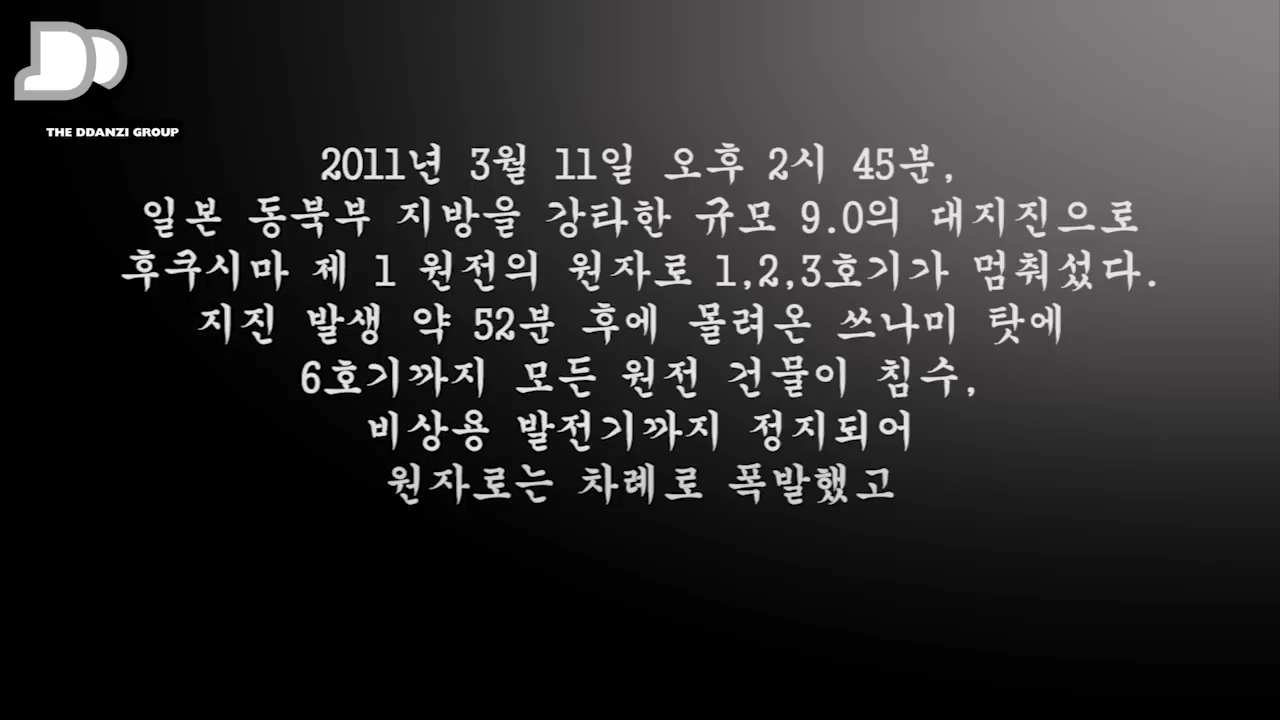 THE DDANZI GROUP
2011년 3월 11일 오후 2시 45분,
일본 동북부 지방을 강타한 규모 9.0의 대지진으로
후쿠시마 제 1 원전의 원자로 1,2,3호기가 멈춰섰다.
지진 발생 약 52분 후에 몰려온 쓰나미 탓에
6호기까지 모든 원전 건물이 침수,
비상용 발전기까지 정지되어
원자로는 차례로 폭발했고